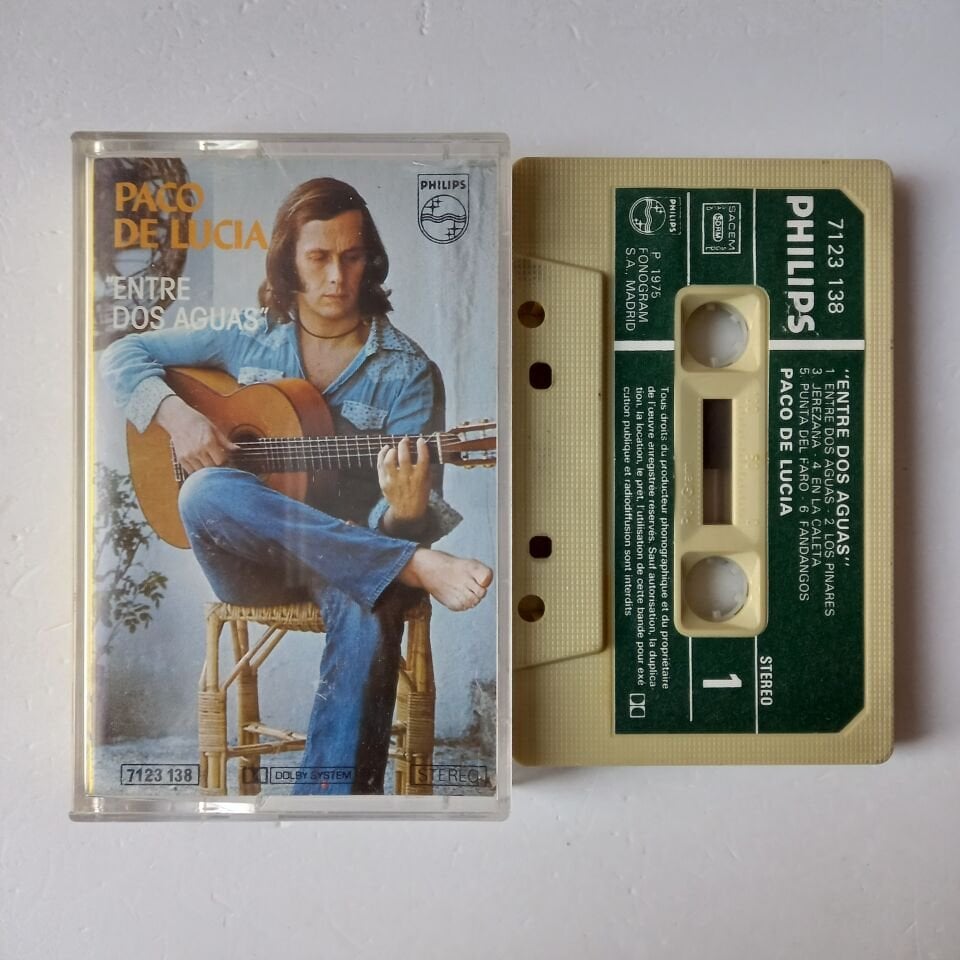 PACO
DE LUCIA
"ENTRE
DOS AGUAS"
PHILIPS
7123 138
DOLBY SYSTEM
STEREO
7123 138
PHILIPS
SACEM
SDRM
PHILIPS
P 1975
FONOGRAM
S.A., MADRID
"ENTRE DOS AGUAS"
1 ENTRE DOS AGUAS · 2 LOS PINARES
3 JEREZANA · 4 EN LA CALETA
5 PUNTA DEL FARO · 6 FANDANGOS
PACO DE LUCIA
STEREO
1
Tous droits du producteur phonographique et du propriétaire
de l'œuvre enregistrée réservés. Sauf autorisation, la duplica
tion, la location, le prêt, l'utilisation de cette bande pour exé
cution publique et radiodiffusion sont interdits